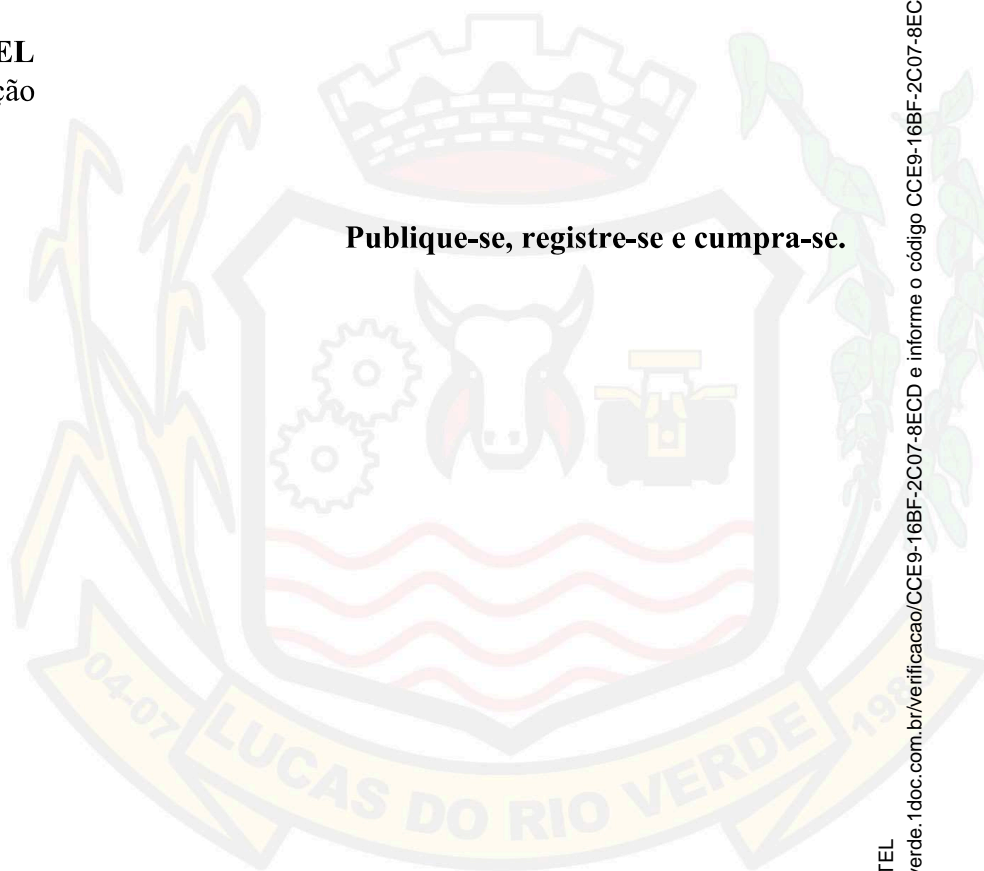 EL
ção
Publique-se, registre-se e cumpra-se.
04-07
LUCAS DO RIO VERDE
1988
TEL
verde.1doc.com.br/verificacao/CCE9-16BF-2C07-8ECD e informe o código CCE9-16BF-2C07-8EC